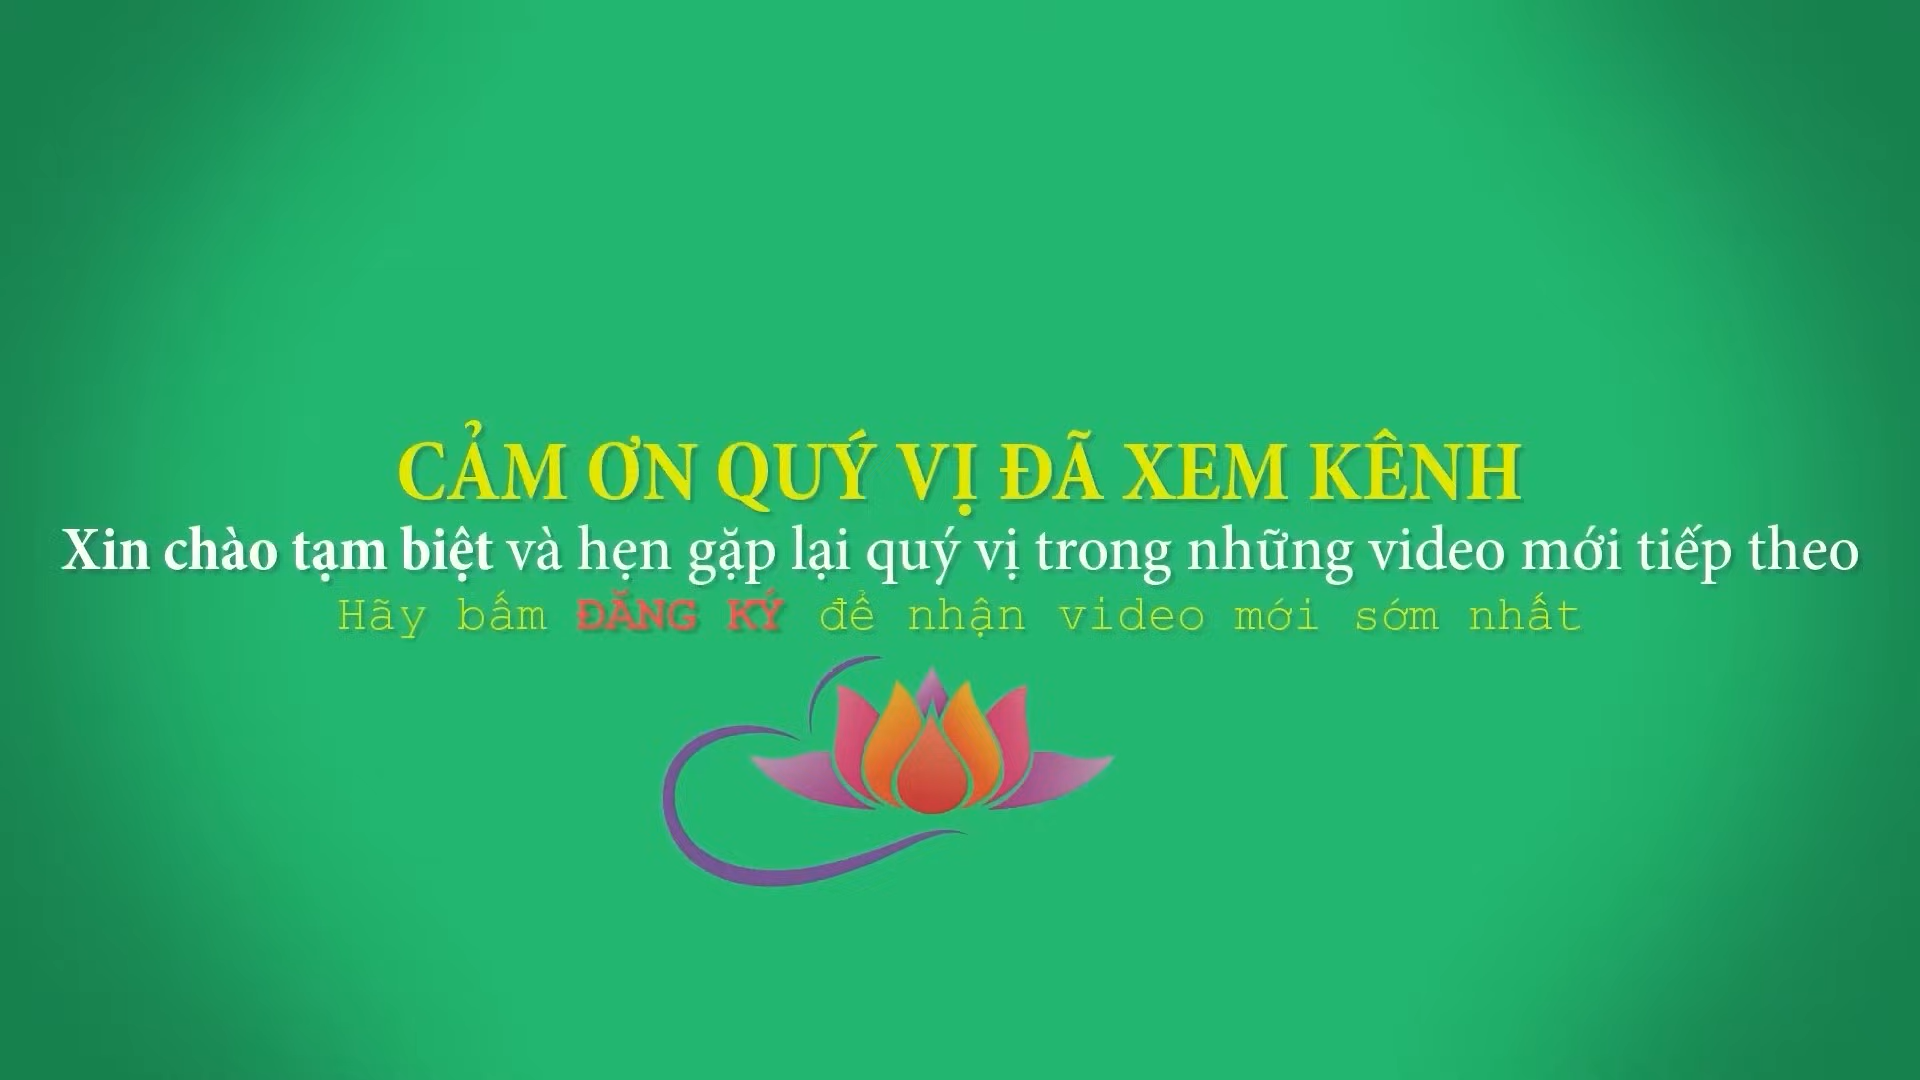 CẢM ƠN QUÝ VỊ ĐÃ XEM KÊNH
Xin chào tạm biệt và hẹn gặp lại quý vị trong những video mới tiếp theo
Hãy bấm ĐĂNG KÝ để nhận video mới sớm nhất